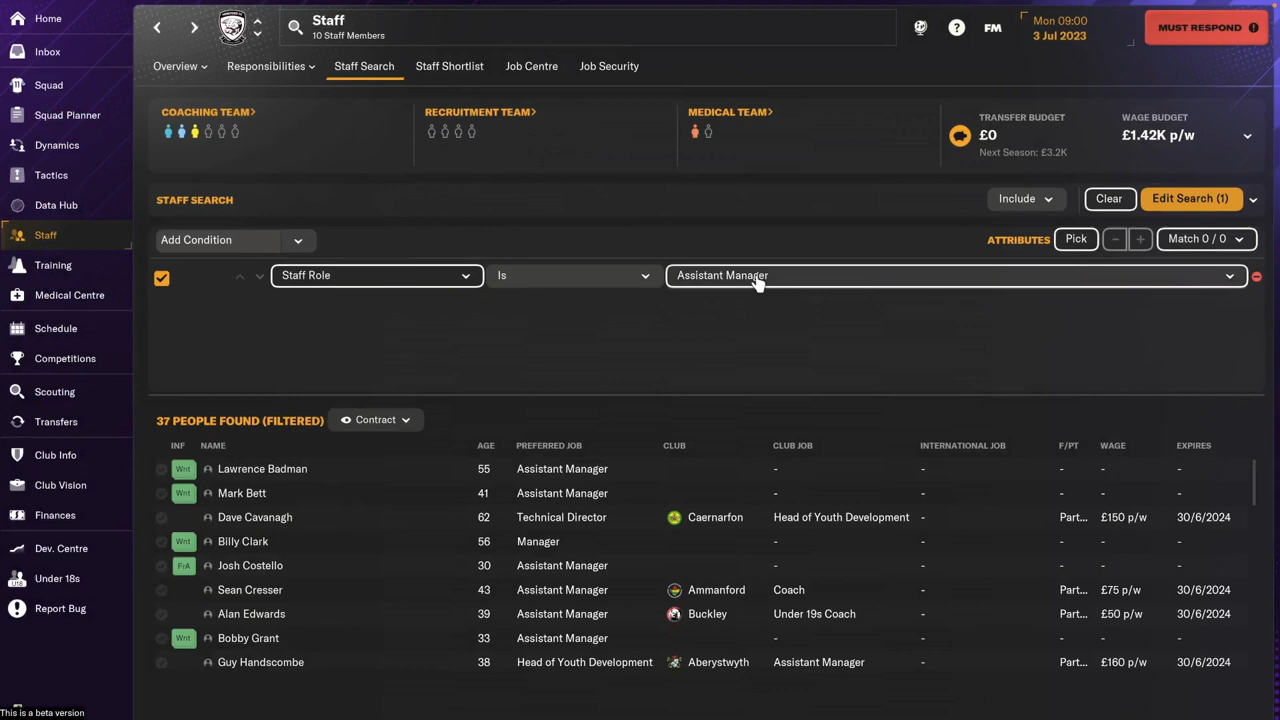 Home
Inbox
Squad
Squad Planner
Dynamics
Tactics
Data Hub
Staff
Training
Medical Centre
Schedule
Competitions
Scouting
Transfers
Club Info
Club Vision
Finances
Dev. Centre
Under 18s
Report Bug
This is a beta version
Staff
10 Staff Members
? FM
Mon 09:00
3 Jul 2023
MUST RESPOND
Overview Responsibilities Staff Search Staff Shortlist Job Centre Job Security
COACHING TEAM> RECRUITMENT TEAM> MEDICAL TEAM>
TRANSFER BUDGET WAGE BUDGET
£0 £1.42K p/w
Next Season: £3.2K
STAFF SEARCH Include Clear Edit Search (1)
Add Condition ATTRIBUTES Pick − + Match 0 / 0
Staff Role Is Assistant Manager
37 PEOPLE FOUND (FILTERED) Contract
INF NAME AGE PREFERRED JOB CLUB CLUB JOB INTERNATIONAL JOB F/PT WAGE EXPIRES
Wnt Lawrence Badman 55 Assistant Manager - - - - -
Wnt Mark Bett 41 Assistant Manager - - - - -
Dave Cavanagh 62 Technical Director Caernarfon Head of Youth Development - Part... £150 p/w 30/6/2024
Wnt Billy Clark 56 Manager - - - - -
FrA Josh Costello 30 Assistant Manager - - - - -
Sean Cresser 43 Assistant Manager Ammanford Coach - Part... £75 p/w 30/6/2024
Alan Edwards 39 Assistant Manager Buckley Under 19s Coach - Part... £50 p/w 30/6/2024
Wnt Bobby Grant 33 Assistant Manager - - - - -
Guy Handscombe 38 Head of Youth Development Aberystwyth Assistant Manager - Part... £160 p/w 30/6/2024